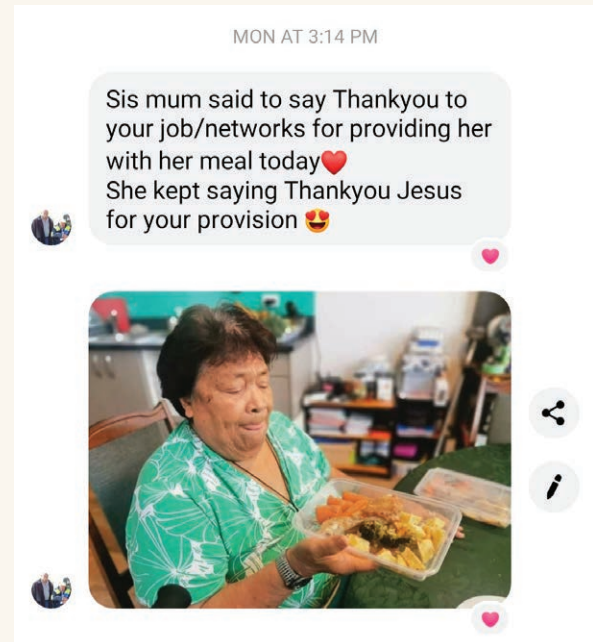 MON AT 3:14 PM
Sis mum said to say Thankyou to
your job/networks for providing her
with her meal today❤️
She kept saying Thankyou Jesus
for your provision 😍